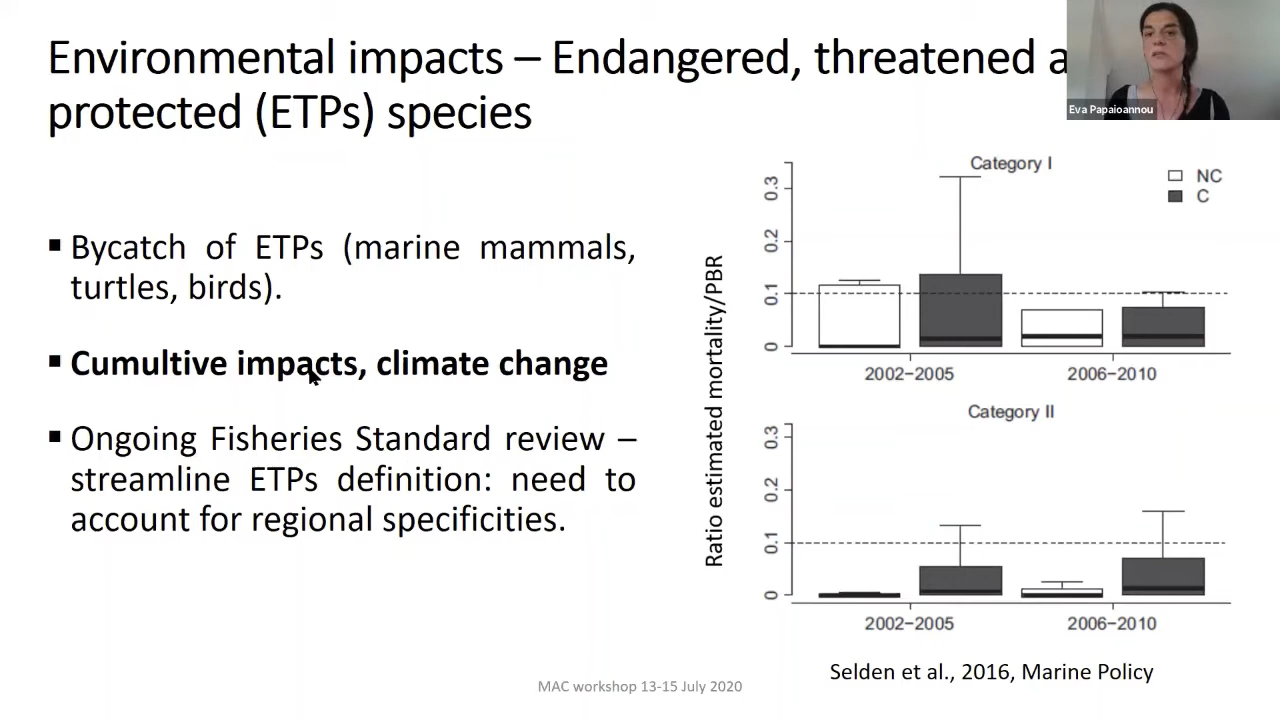 Environmental impacts – Endangered, threatened a
protected (ETPs) species
Eva Papaioannou
▪ Bycatch of ETPs (marine mammals,
turtles, birds).
▪ Cumultive impacts, climate change
▪ Ongoing Fisheries Standard review –
streamline ETPs definition: need to
account for regional specificities.
Ratio estimated mortality/PBR
Category I
NC
C
0.3
0.2
0.1
0
2002−2005
2006−2010
Category II
0.3
0.2
0.1
0
2002−2005
2006−2010
Selden et al., 2016, Marine Policy
MAC workshop 13-15 July 2020